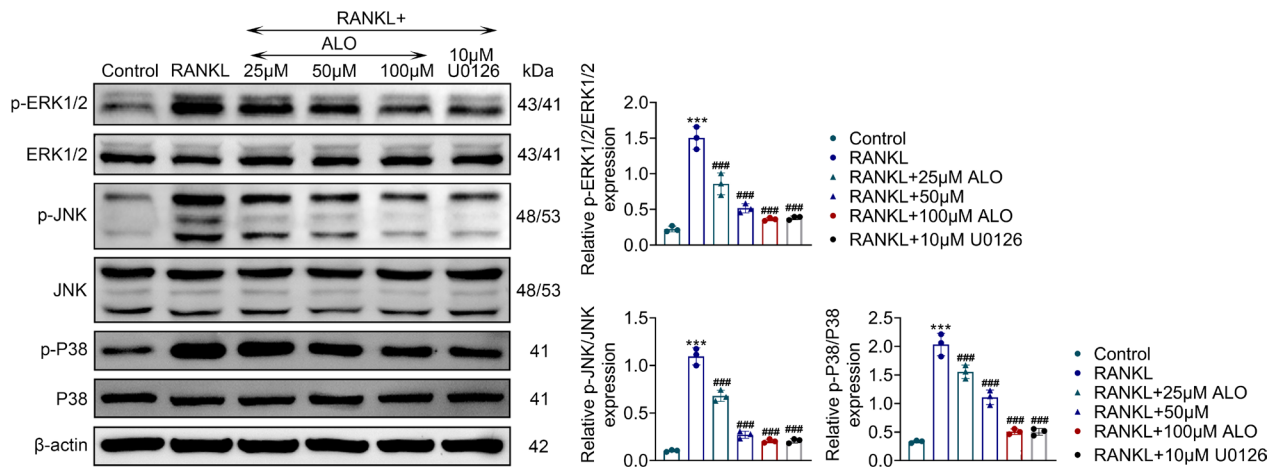 RANKL+
ALO
Control RANKL 25μM 50μM 100μM 10μM U0126 kDa
p-ERK1/2 43/41
ERK1/2 43/41
p-JNK 48/53
JNK 48/53
p-P38 41
P38 41
β-actin 42
Relative p-ERK1/2/ERK1/2
expression
2.0
1.5
1.0
0.5
0.0
***
###
###
###
###
Control
RANKL
RANKL+25μM ALO
RANKL+50μM
RANKL+100μM ALO
RANKL+10μM U0126
Relative p-JNK/JNK
expression
1.5
1.0
0.5
0.0
***
###
###
###
###
Relative p-P38/P38
expression
2.5
2.0
1.5
1.0
0.5
0.0
***
###
###
###
###
Control
RANKL
RANKL+25μM ALO
RANKL+50μM
RANKL+100μM ALO
RANKL+10μM U0126